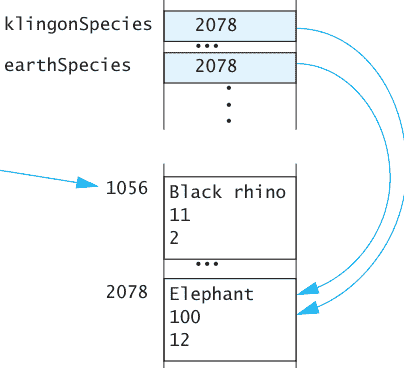 klingonSpecies 2078
...
earthSpecies 2078
1056 Black rhino
11
2
...
2078 Elephant
100
12